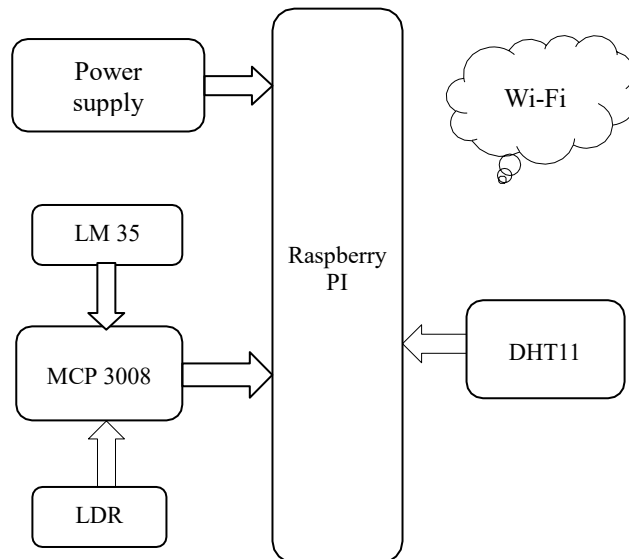 Power
supply
Wi-Fi
LM 35
Raspberry
PI
MCP 3008
DHT11
LDR